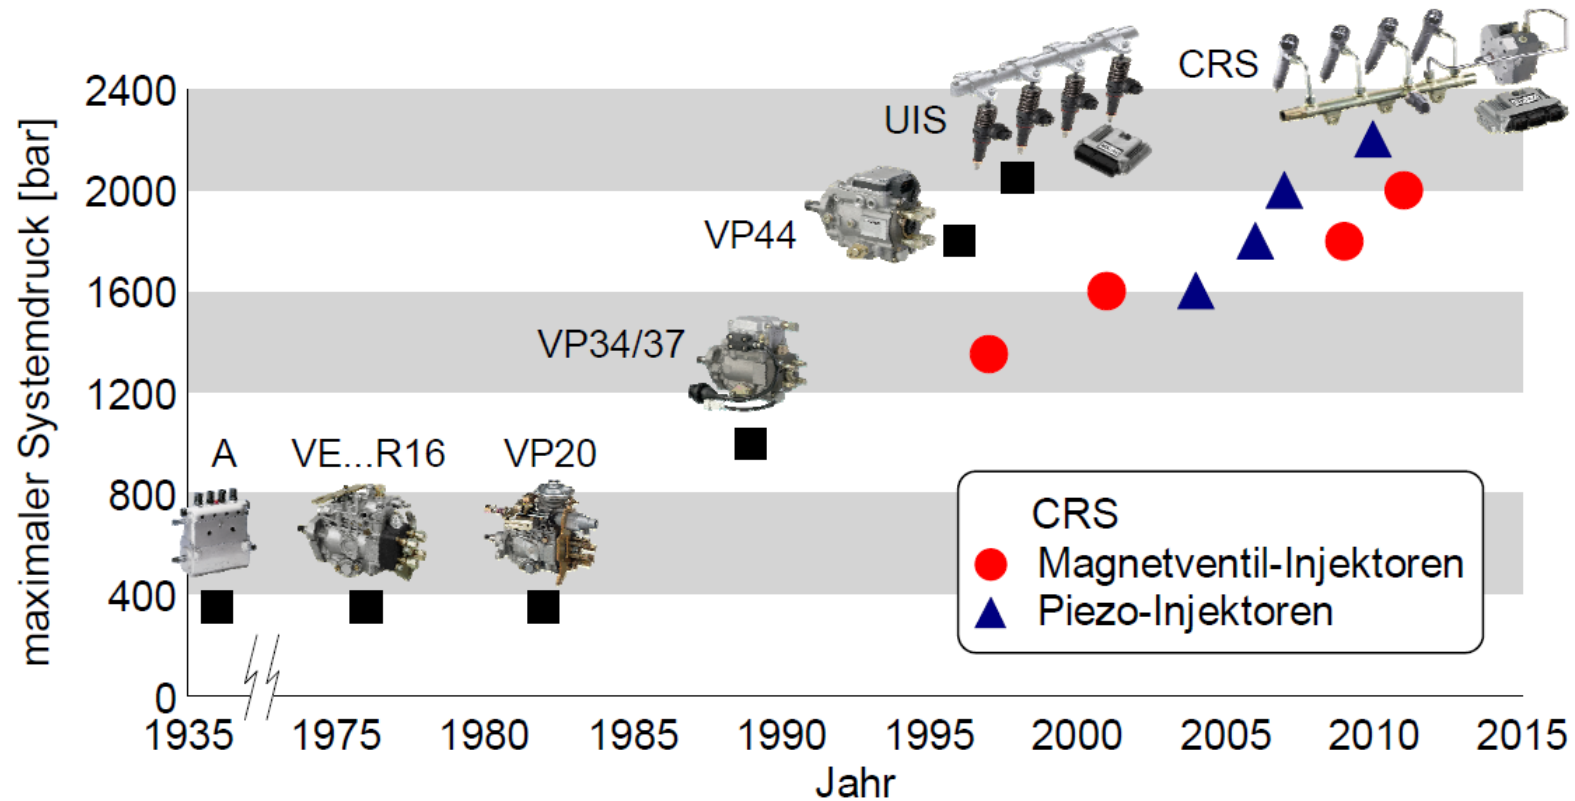 CRS
2400
UIS
2000
VP44
1600
VP34/37
1200
A
VE...R16
VP20
800
400
0
maximaler Systemdruck [bar]
CRS
Magnetventil-Injektoren
Piezo-Injektoren
1935
1975
1980
1985
1990
1995
2000
2005
2010
2015
Jahr